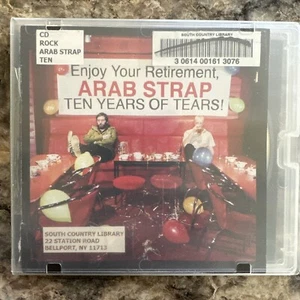 CD
ROCK
ARAB STRAP
TEN
SOUTH COUNTRY LIBRARY
3 0614 00161 3076
Enjoy Your Retirement,
ARAB STRAP
TEN YEARS OF TEARS!
SOUTH COUNTRY LIBRARY
22 STATION ROAD
BELLPORT, NY 11713